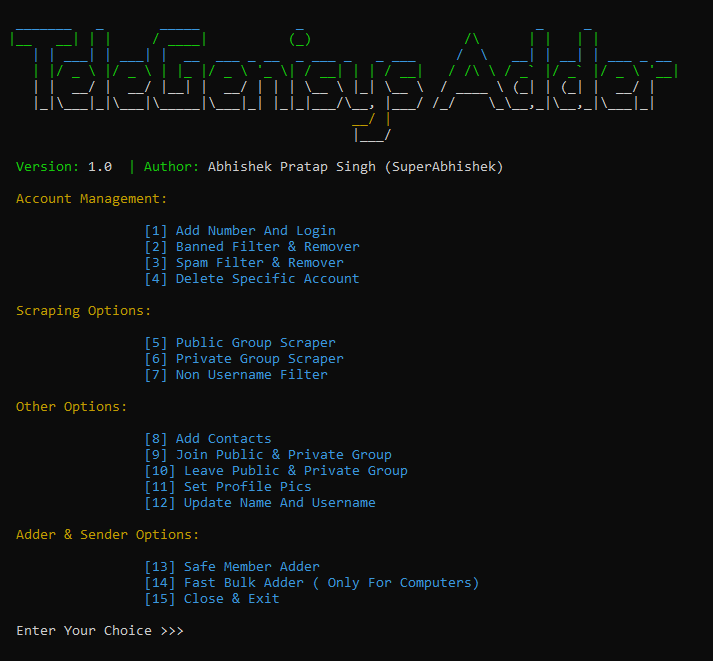 Version: 1.0 | Author: Abhishek Pratap Singh (SuperAbhishek)
Account Management:
[1] Add Number And Login
[2] Banned Filter & Remover
[3] Spam Filter & Remover
[4] Delete Specific Account
Scraping Options:
[5] Public Group Scraper
[6] Private Group Scraper
[7] Non Username Filter
Other Options:
[8] Add Contacts
[9] Join Public & Private Group
[10] Leave Public & Private Group
[11] Set Profile Pics
[12] Update Name And Username
Adder & Sender Options:
[13] Safe Member Adder
[14] Fast Bulk Adder ( Only For Computers)
[15] Close & Exit
Enter Your Choice >>>